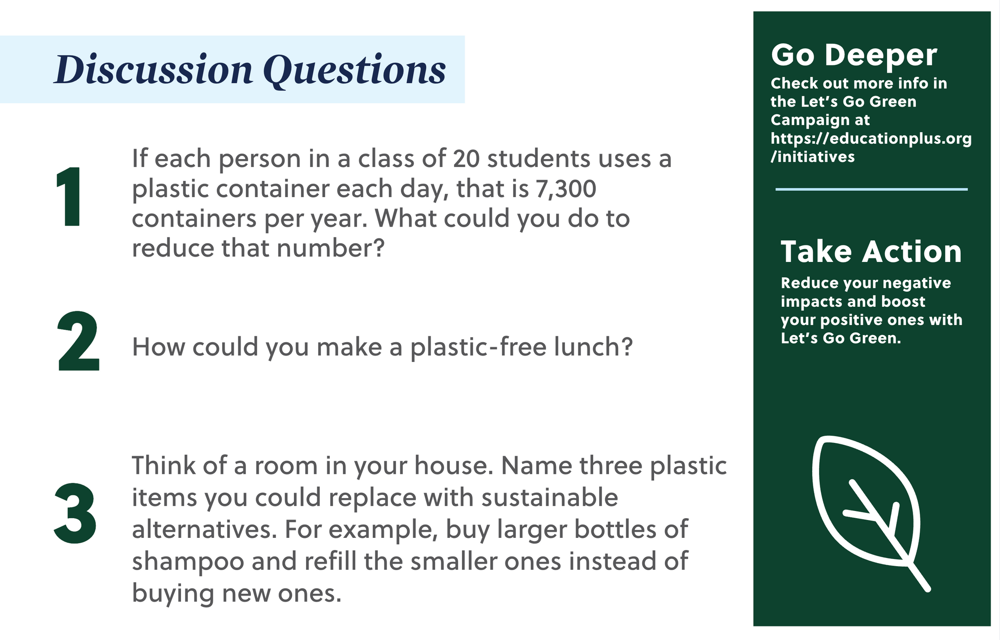 Discussion Questions
1
If each person in a class of 20 students uses a
plastic container each day, that is 7,300
containers per year. What could you do to
reduce that number?
2
How could you make a plastic-free lunch?
3
Think of a room in your house. Name three plastic
items you could replace with sustainable
alternatives. For example, buy larger bottles of
shampoo and refill the smaller ones instead of
buying new ones.
Go Deeper
Check out more info in
the Let’s Go Green
Campaign at
https://educationplus.org
/initiatives
Take Action
Reduce your negative
impacts and boost
your positive ones with
Let’s Go Green.